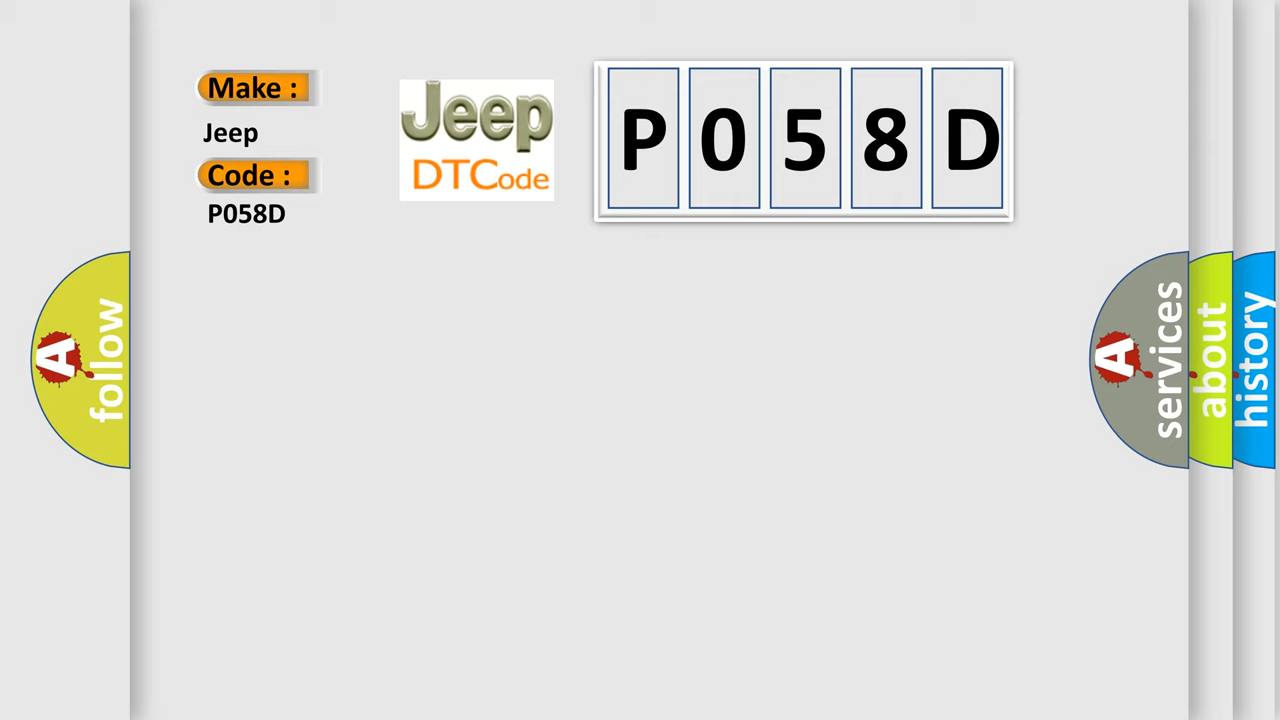 Make :
Jeep
Code :
P058D
Jeep
DTCode
P 0 5 8 D
A follow
A services
about
history